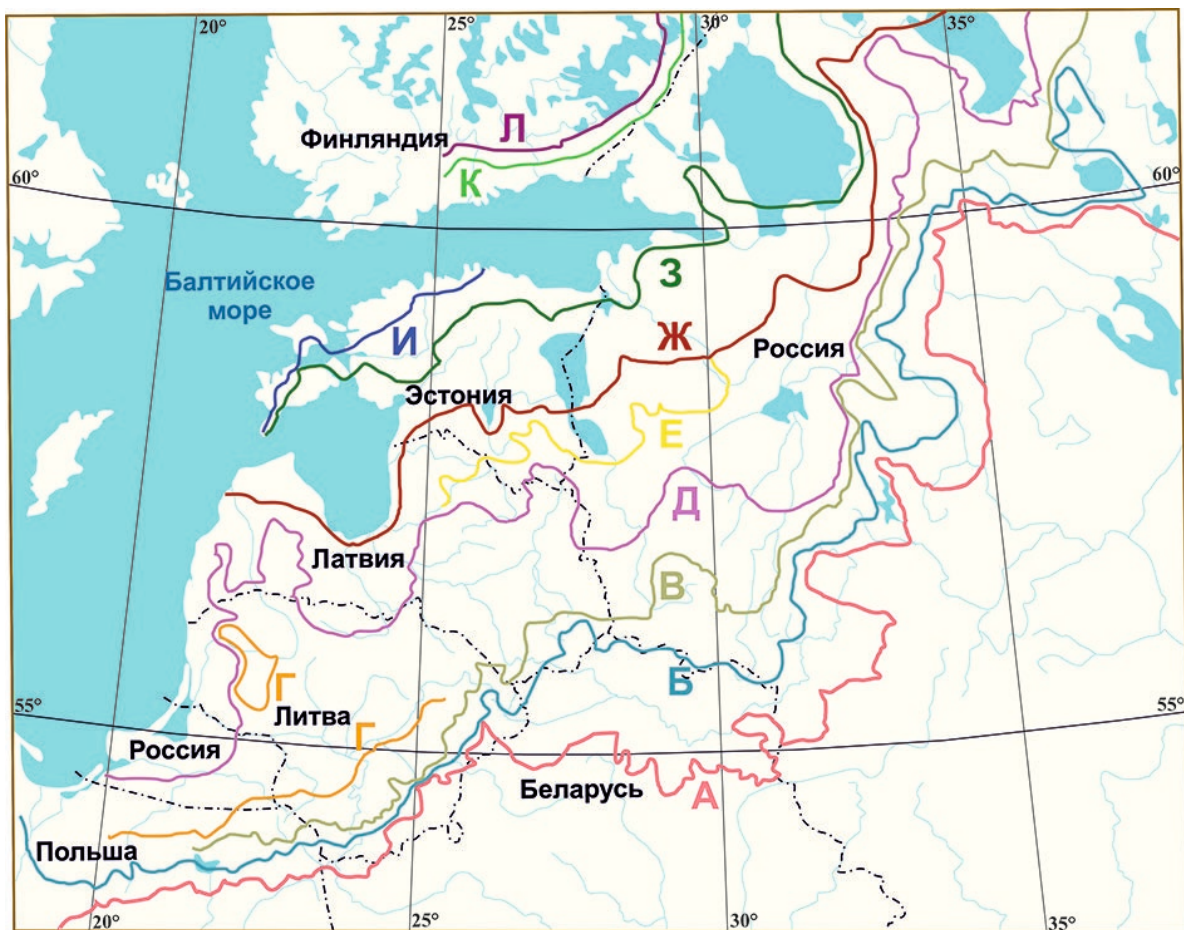 20°
25°
30°
35°
Финляндия
Л
К
60°
60°
Балтийское
море
З
И
Ж
Россия
Эстония
Е
Д
Латвия
В
Б
Г
Литва
Г
55°
55°
Россия
Беларусь
А
Польша
20°
25°
30°
35°